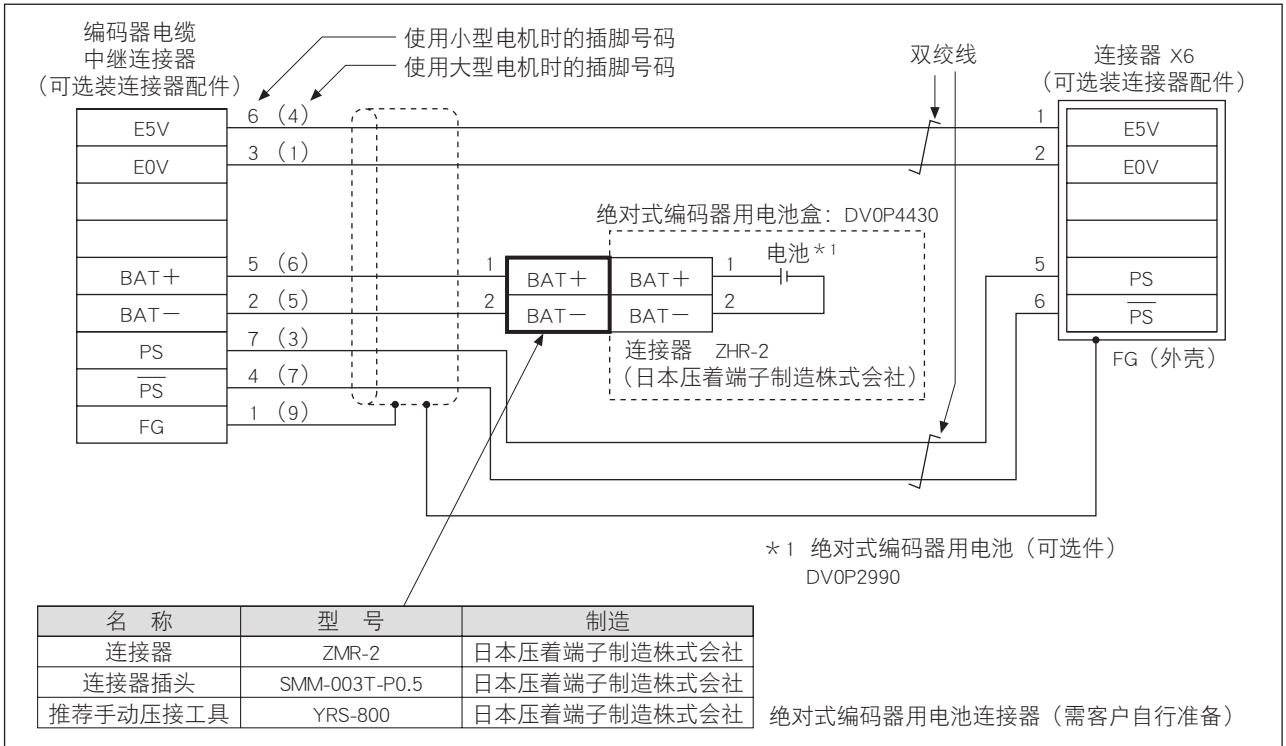 编码器电缆
中继连接器
（可选装连接器配件）
使用小型电机时的插脚号码
使用大型电机时的插脚号码
双绞线
连接器 X6
（可选装连接器配件）
E5V 6 (4) 1 E5V
E0V 3 (1) 2 E0V
绝对式编码器用电池盒：DV0P4430
电池*1
BAT＋ 5 (6) 1 BAT＋ BAT＋ 1 5 PS
BAT－ 2 (5) 2 BAT－ BAT－ 2 6 P̅S̅
PS 7 (3)
P̅S̅ 4 (7)
FG 1 (9)
连接器 ZHR-2
（日本压着端子制造株式会社）
FG（外壳）
*1 绝对式编码器用电池（可选件）
DV0P2990
名 称 型 号 制造
连接器 ZMR-2 日本压着端子制造株式会社
连接器插头 SMM-003T-P0.5 日本压着端子制造株式会社
推荐手动压接工具 YRS-800 日本压着端子制造株式会社
绝对式编码器用电池连接器（需客户自行准备）